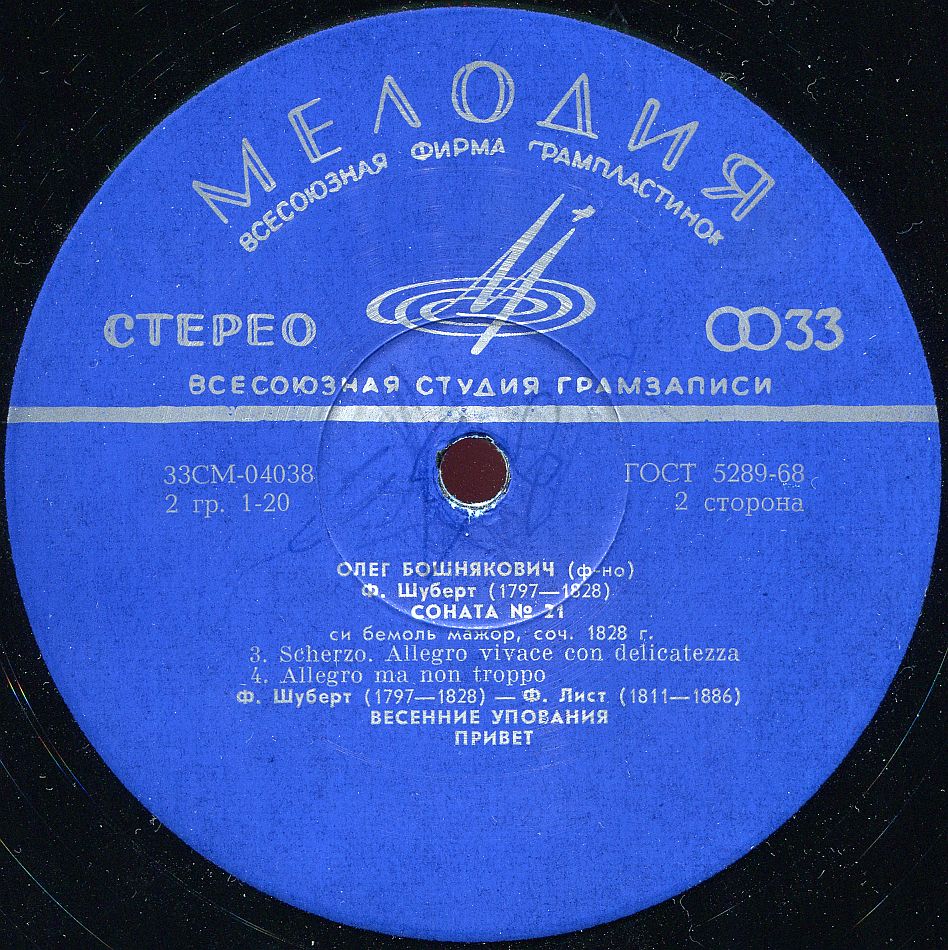 МЕЛОДИЯ
ВСЕСОЮЗНАЯ ФИРМА ГРАМПЛАСТИНОК
СТЕРЕО
33
ВСЕСОЮЗНАЯ СТУДИЯ ГРАМЗАПИСИ
33СМ-04038
ГОСТ 5289-68
2 гр. 1-20
2 сторона
ОЛЕГ БОШНЯКОВИЧ (ф-но)
Ф. Шуберт (1797—1828)
СОНАТА № 21
си бемоль мажор, соч. 1828 г.
3. Scherzo. Allegro vivace con delicatezza
4. Allegro ma non troppo
Ф. Шуберт (1797—1828) — Ф. Лист (1811—1886)
ВЕСЕННИЕ УПОВАНИЯ
ПРИВЕТ